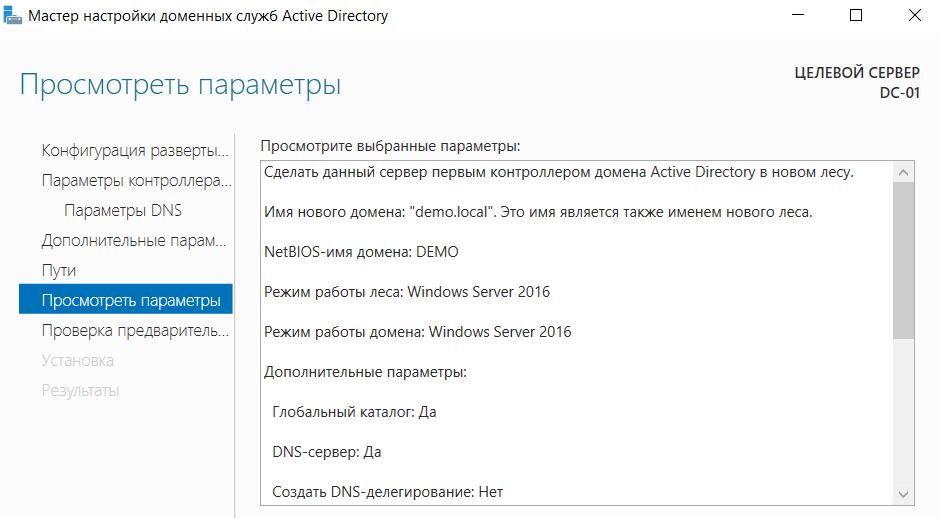 Мастер настройки доменных служб Active Directory
Просмотреть параметры
ЦЕЛЕВОЙ СЕРВЕР
DC-01
Конфигурация разверты...
Параметры контроллера...
Параметры DNS
Дополнительные парам...
Пути
Просмотреть параметры
Проверка предваритель...
Установка
Результаты
Просмотрите выбранные параметры:
Сделать данный сервер первым контроллером домена Active Directory в новом лесу.
Имя нового домена: "demo.local". Это имя является также именем нового леса.
NetBIOS-имя домена: DEMO
Режим работы леса: Windows Server 2016
Режим работы домена: Windows Server 2016
Дополнительные параметры:
Глобальный каталог: Да
DNS-сервер: Да
Создать DNS-делегирование: Нет